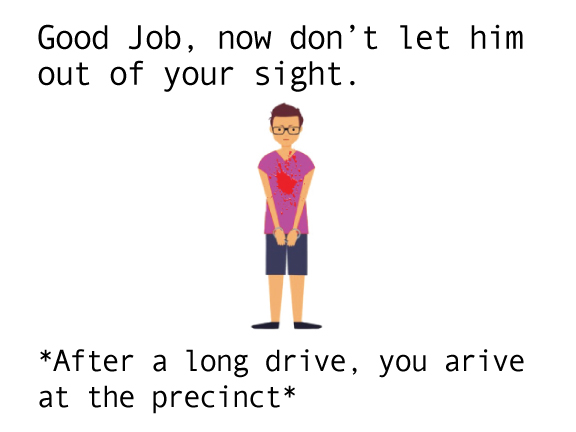 Good Job, now don’t let him
out of your sight.
*After a long drive, you arive
at the precinct*